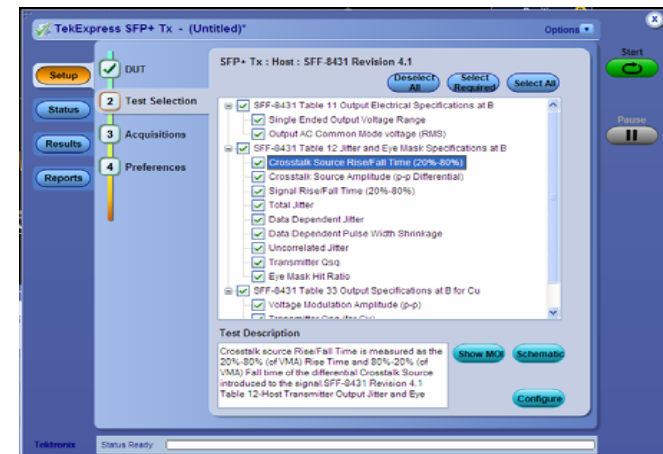 TekExpress SFP+ Tx - (Untitled)*
Options
Start
Pause
Setup
Status
Results
Reports
DUT
2 Test Selection
3 Acquisitions
4 Preferences
SFP+ Tx : Host : SFF-8431 Revision 4.1
Deselect All
Select Required
Select All
SFF-8431 Table 11 Output Electrical Specifications at B
Single Ended Output Voltage Range
Output AC Common Mode voltage (RMS)
SFF-8431 Table 12 Jitter and Eye Mask Specifications at B
Crosstalk Source Rise/Fall Time (20%-80%)
Crosstalk Source Amplitude (p-p Differential)
Signal Rise/Fall Time (20%-80%)
Total Jitter
Data Dependent Jitter
Data Dependent Pulse Width Shrinkage
Uncorrelated Jitter
Transmitter Qsq
Eye Mask Hit Ratio
SFF-8431 Table 33 Output Specifications at B for Cu
Voltage Modulation Amplitude (p-p)
Transmitter Qsq (for Cu)
Test Description
Crosstalk source Rise/Fall Time is measured as the
20%-80% (of VMA) Rise Time and 80%-20% (of
VMA) Fall time of the differential Crosstalk Source
introduced to the signal.SFF-8431 Revision 4.1
Table 12-Host Transmitter Output Jitter and Eye
Show MOI
Schematic
Configure
Tektronix
Status Ready